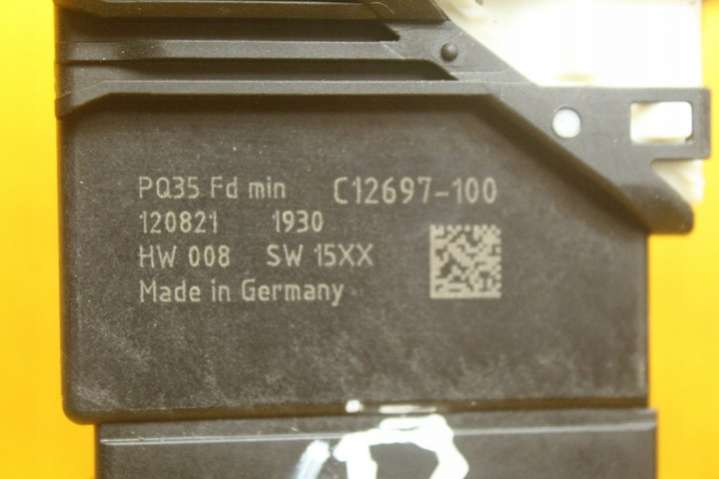 PQ35 Fd min C12697-100
120821 1930
HW 008 SW 15XX
Made in Germany